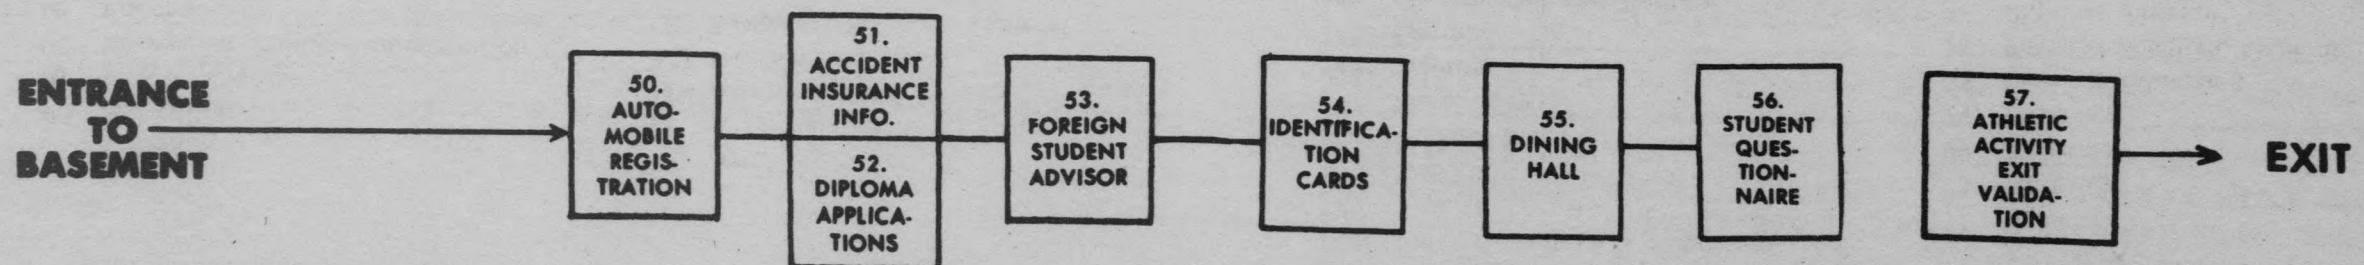 ENTRANCE
TO
BASEMENT
50.
AUTO-
MOBILE
REGIS-
TRATION
51.
ACCIDENT
INSURANCE
INFO.
52.
DIPLOMA
APPLICA-
TIONS
53.
FOREIGN
STUDENT
ADVISOR
54.
IDENTIFICA-
TION
CARDS
55.
DINING
HALL
56.
STUDENT
QUES-
TION-
NAIRE
57.
ATHLETIC
ACTIVITY
EXIT
VALIDA-
TION
EXIT